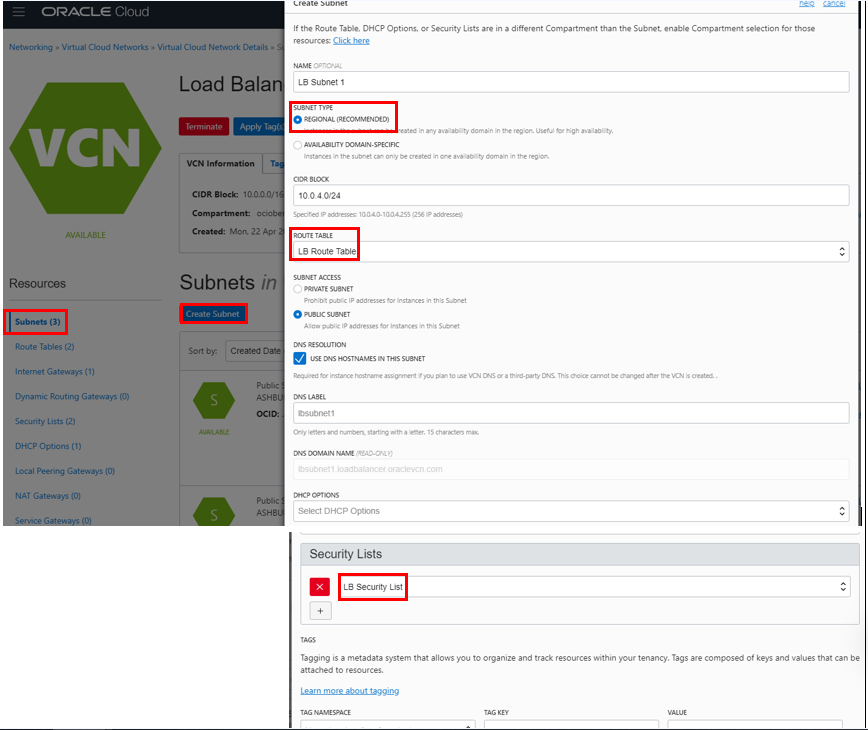 ORACLE Cloud
Networking » Virtual Cloud Networks » Virtual Cloud Network Details »
VCN
AVAILABLE
Load Balan
Terminate
Apply Tag(s
VCN Information
Tag
CIDR Block: 10.0.0.0/16
Compartment:
Created: Mon, 22 Apr 2
Resources
Subnets (3)
Route Tables (2)
Internet Gateways (1)
Dynamic Routing Gateways (0)
Security Lists (2)
DHCP Options (1)
Local Peering Gateways (0)
NAT Gateways (0)
Service Gateways (0)
Subnets in
Create Subnet
Sort by:
Created Date
S
AVAILABLE
Public S
ASHBU
OCID:
S
Public S
ASHBU
Create Subnet
help
cancel
If the Route Table, DHCP Options, or Security Lists are in a different Compartment than the Subnet, enable Compartment selection for those
resources: Click here
NAME OPTIONAL
LB Subnet 1
SUBNET TYPE
REGIONAL (RECOMMENDED)
Instances in the subnet can be created in any availability domain in the region. Useful for high availability.
AVAILABILITY DOMAIN-SPECIFIC
Instances in the subnet can only be created in one availability domain in the region.
CIDR BLOCK
10.0.4.0/24
Specified IP addresses: 10.0.4.0-10.0.4.255 (256 IP addresses)
ROUTE TABLE
LB Route Table
SUBNET ACCESS
PRIVATE SUBNET
Prohibit public IP addresses for Instances in this Subnet
PUBLIC SUBNET
Allow public IP addresses for Instances in this Subnet
DNS RESOLUTION
USE DNS HOSTNAMES IN THIS SUBNET
Required for instance hostname assignment if you plan to use VCN DNS or a third-party DNS. This choice cannot be changed after the VCN is created. .
DNS LABEL
lbsubnet1
Only letters and numbers, starting with a letter. 15 characters max.
DNS DOMAIN NAME (READ-ONLY)
lbsubnet1.loadbalancer.oraclevcn.com
DHCP OPTIONS
Select DHCP Options
Security Lists
LB Security List
+
TAGS
Tagging is a metadata system that allows you to organize and track resources within your tenancy. Tags are composed of keys and values that can be
attached to resources.
Learn more about tagging
TAG NAMESPACE
TAG KEY
VALUE